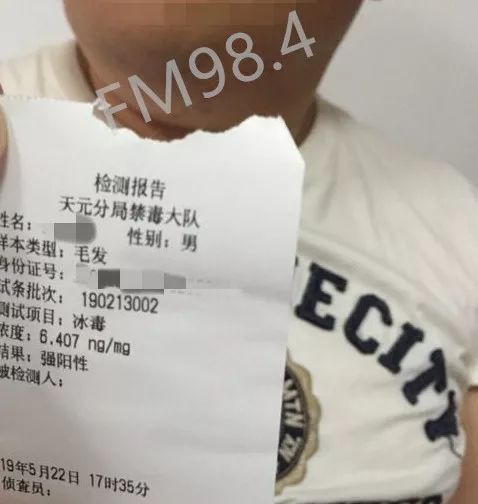 FM98.4
检测报告
天元分局禁毒大队
姓名:
性别: 男
样本类型: 毛发
身份证号:
试条批次: 190213002
测试项目: 冰毒
浓度: 6.407 ng/mg
结果: 强阳性
被检测人:
19年5月22日 17时35分
侦查员:
ECITY